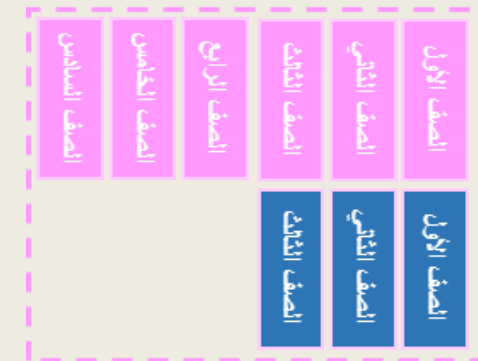 الصف الأول
الصف الثاني
الصف الثالث
الصف الرابع
الصف الخامس
الصف السادس
الصف الأول
الصف الثاني
الصف الثالث